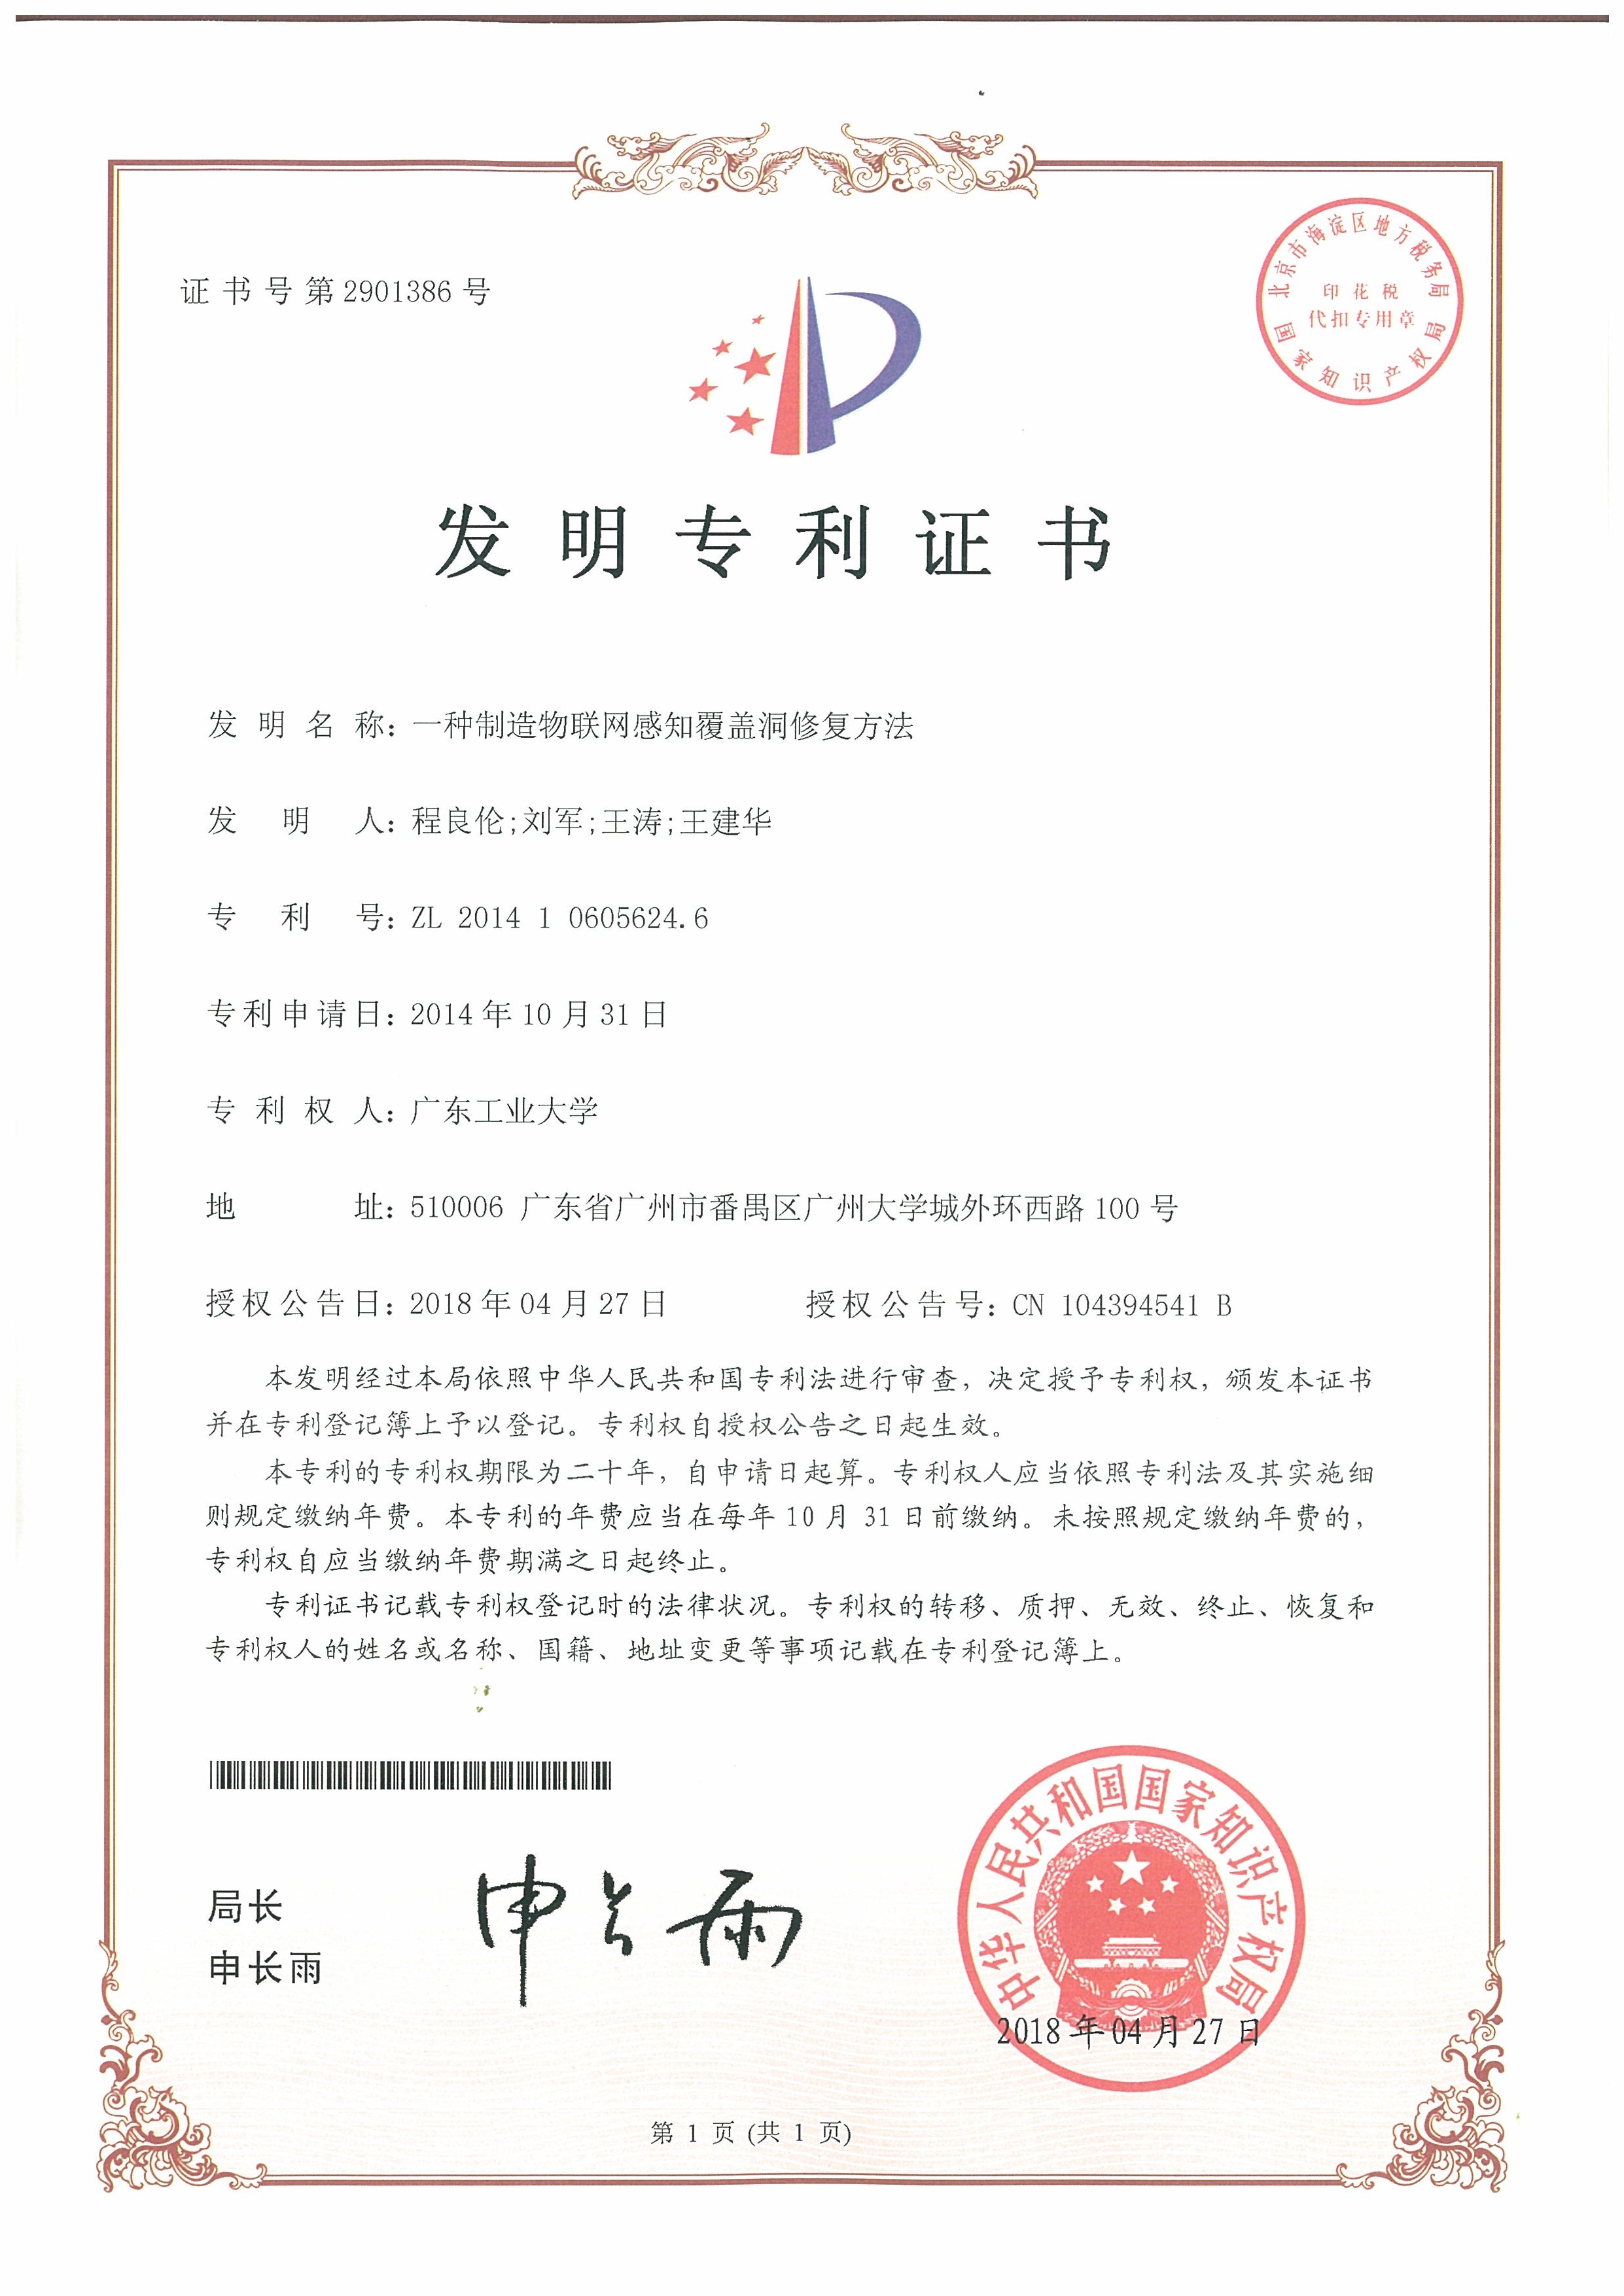 证书号第2901386号
北京市海淀区地方税务局
印花税
代扣专用章
国家知识产权局
发明专利证书
发明名称：一种制造物联网感知覆盖洞修复方法
发明人：程良伦;刘军;王涛;王建华
专利号：ZL 2014 1 0605624.6
专利申请日：2014年10月31日
专利权人：广东工业大学
地址：510006 广东省广州市番禺区广州大学城外环西路100号
授权公告日：2018年04月27日 授权公告号：CN 104394541 B
本发明经过本局依照中华人民共和国专利法进行审查，决定授予专利权，颁发本证书
并在专利登记簿上予以登记。专利权自授权公告之日起生效。
本专利的专利权期限为二十年，自申请日起算。专利权人应当依照专利法及其实施细
则规定缴纳年费。本专利的年费应当在每年10月31日前缴纳。未按照规定缴纳年费的，
专利权自应当缴纳年费期满之日起终止。
专利证书记载专利权登记时的法律状况。专利权的转移、质押、无效、终止、恢复和
专利权人的姓名或名称、国籍、地址变更等事项记载在专利登记簿上。
局长
申长雨
申长雨
中华人民共和国国家知识产权局
2018年04月27日
第 1 页 (共 1 页)